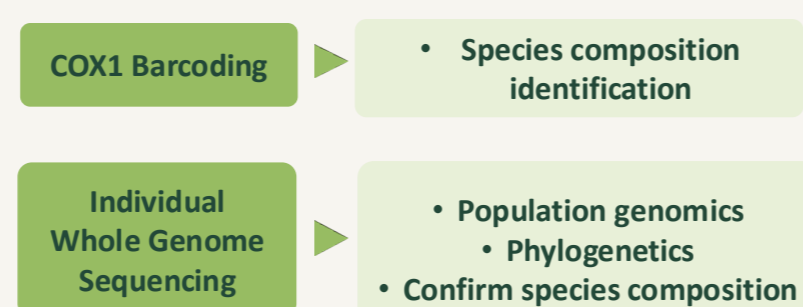 COX1 Barcoding
• Species composition
identification
Individual
Whole Genome
Sequencing
• Population genomics
• Phylogenetics
• Confirm species composition